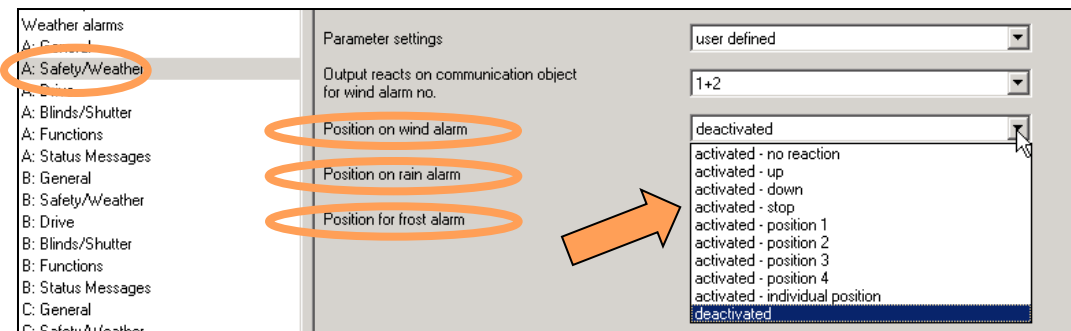 Weather alarms
A: General
A: Safety/Weather
A: Drive
A: Blinds/Shutter
A: Functions
A: Status Messages
B: General
B: Safety/Weather
B: Drive
B: Blinds/Shutter
B: Functions
B: Status Messages
C: General
C: Safety/Weather
Parameter settings
user defined
Output reacts on communication object
for wind alarm no.
1+2
Position on wind alarm
deactivated
Position on rain alarm
Position for frost alarm
activated - no reaction
activated - up
activated - down
activated - stop
activated - position 1
activated - position 2
activated - position 3
activated - position 4
activated - individual position
deactivated